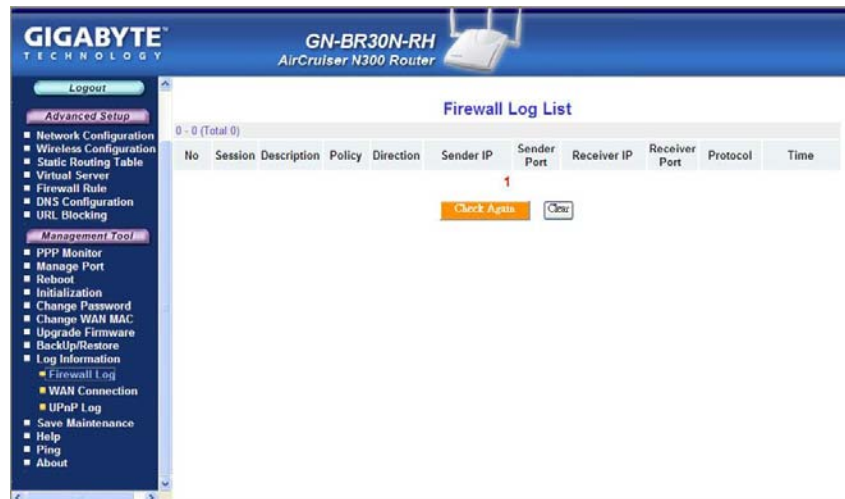 GIGABYTE™
TECHNOLOGY
GN-BR30N-RH
AirCruiser N300 Router
Logout
Advanced Setup
Network Configuration
Wireless Configuration
Static Routing Table
Virtual Server
Firewall Rule
DNS Configuration
URL Blocking
Management Tool
PPP Monitor
Manage Port
Reboot
Initialization
Change Password
Change WAN MAC
Upgrade Firmware
BackUp/Restore
Log Information
Firewall Log
WAN Connection
UPnP Log
Save Maintenance
Help
Ping
About
Firewall Log List
0 - 0 (Total 0)
No Session Description Policy Direction Sender IP Sender Port Receiver IP Receiver Port Protocol Time
1
Check Again Clear